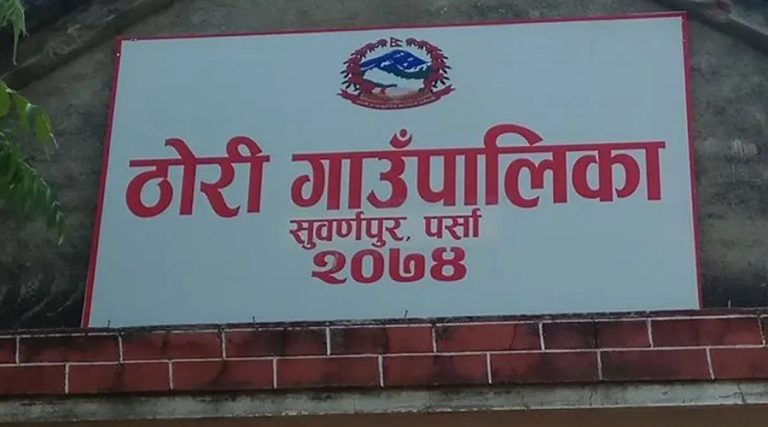 ठोरी गाउँपालिका
सुवर्णपुर, पर्सा
२०७४